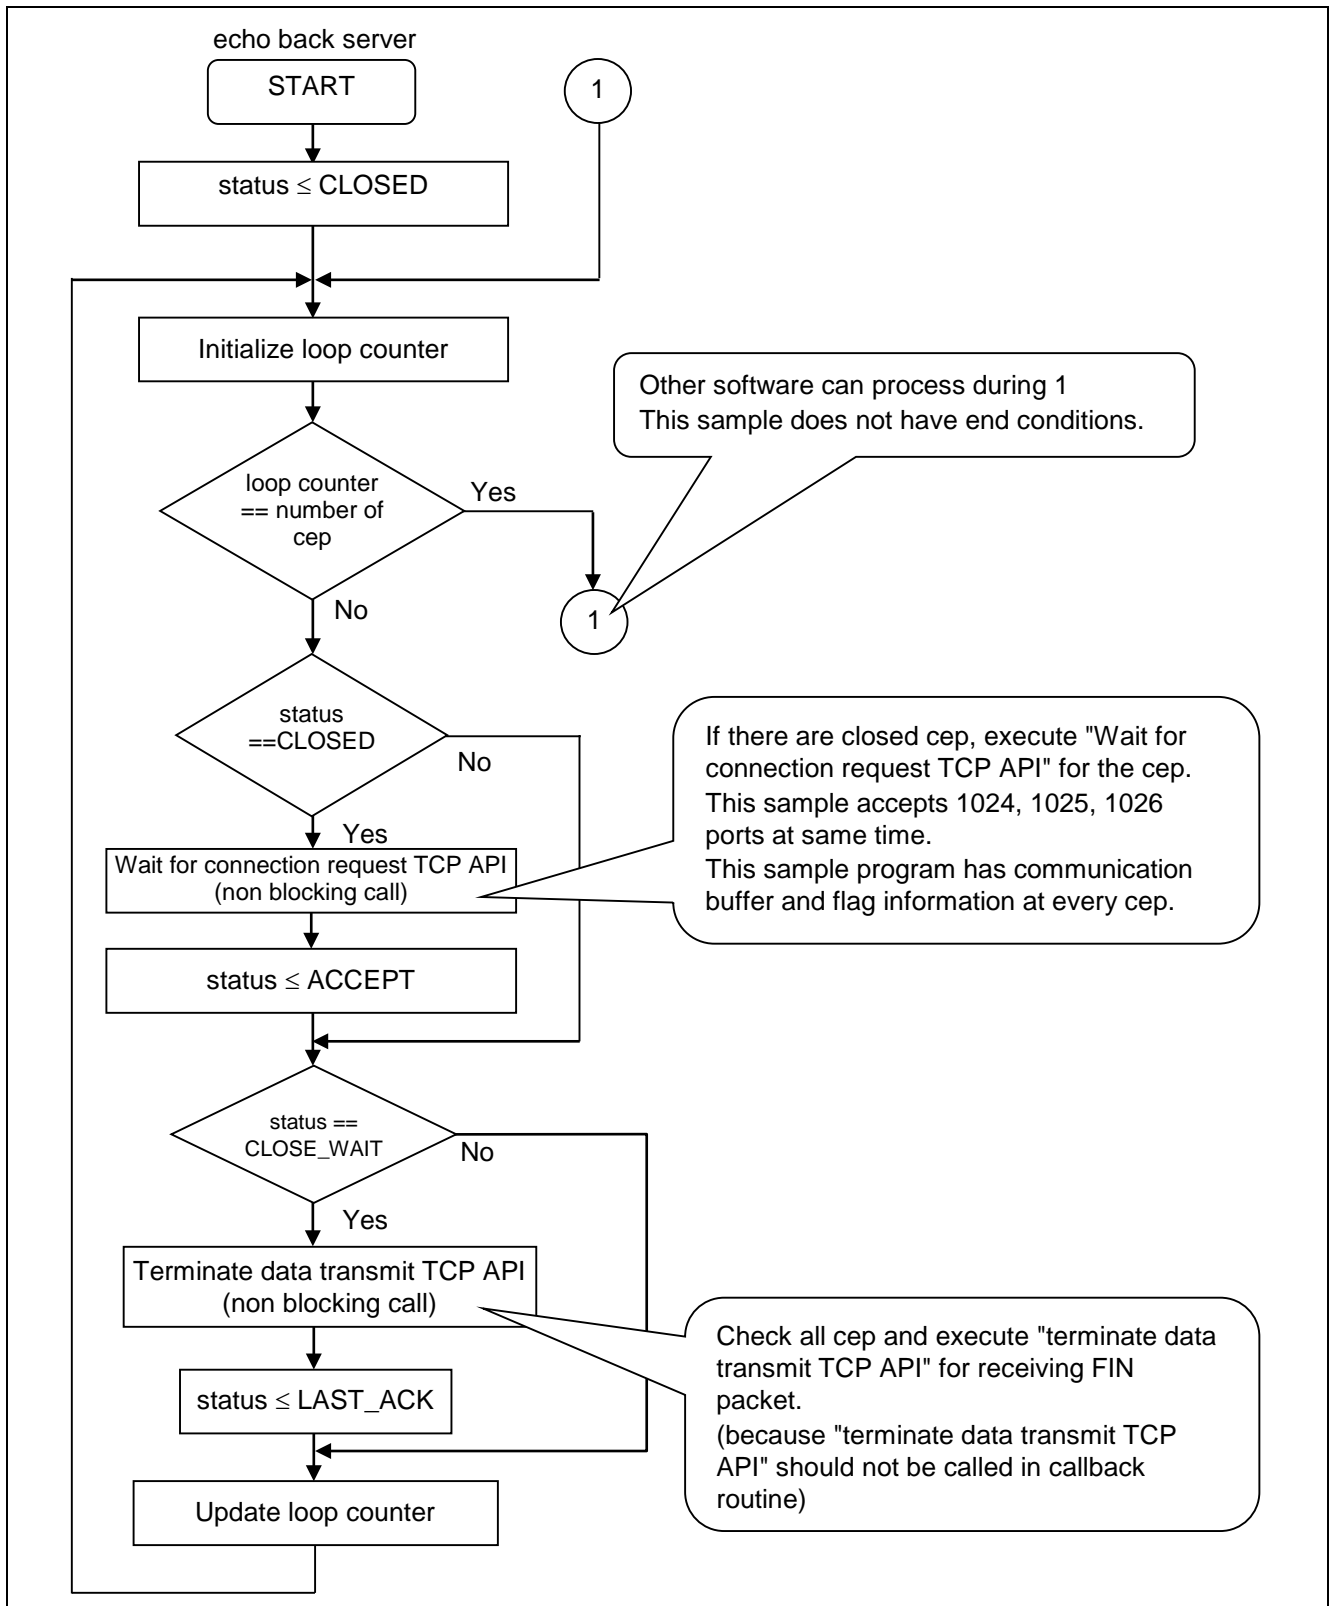 echo back server
START
1
status ≤ CLOSED
Initialize loop counter
Other software can process during 1
This sample does not have end conditions.
loop counter
== number of
cep
Yes
No
1
status
==CLOSED
No
Yes
If there are closed cep, execute "Wait for
connection request TCP API" for the cep.
This sample accepts 1024, 1025, 1026
ports at same time.
This sample program has communication
buffer and flag information at every cep.
Wait for connection request TCP API
(non blocking call)
status ≤ ACCEPT
status ==
CLOSE_WAIT
No
Yes
Terminate data transmit TCP API
(non blocking call)
Check all cep and execute "terminate data
transmit TCP API" for receiving FIN
packet.
(because "terminate data transmit TCP
API" should not be called in callback
routine)
status ≤ LAST_ACK
Update loop counter